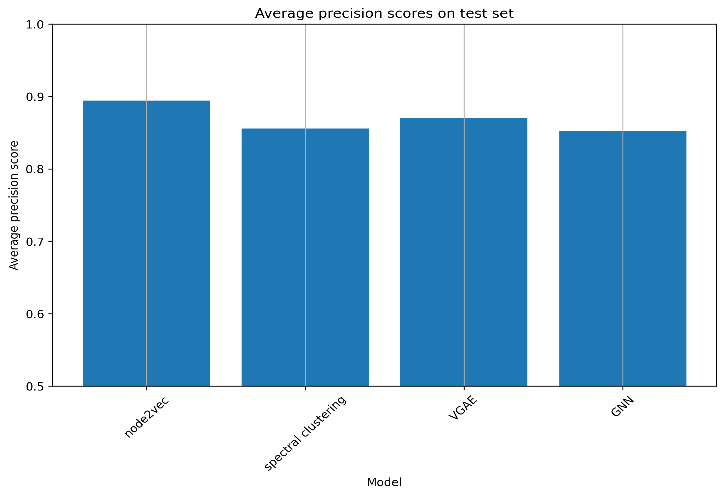 Average precision scores on test set
Average precision score
1.0
0.9
0.8
0.7
0.6
0.5
node2vec
spectral clustering
VGAE
GNN
Model